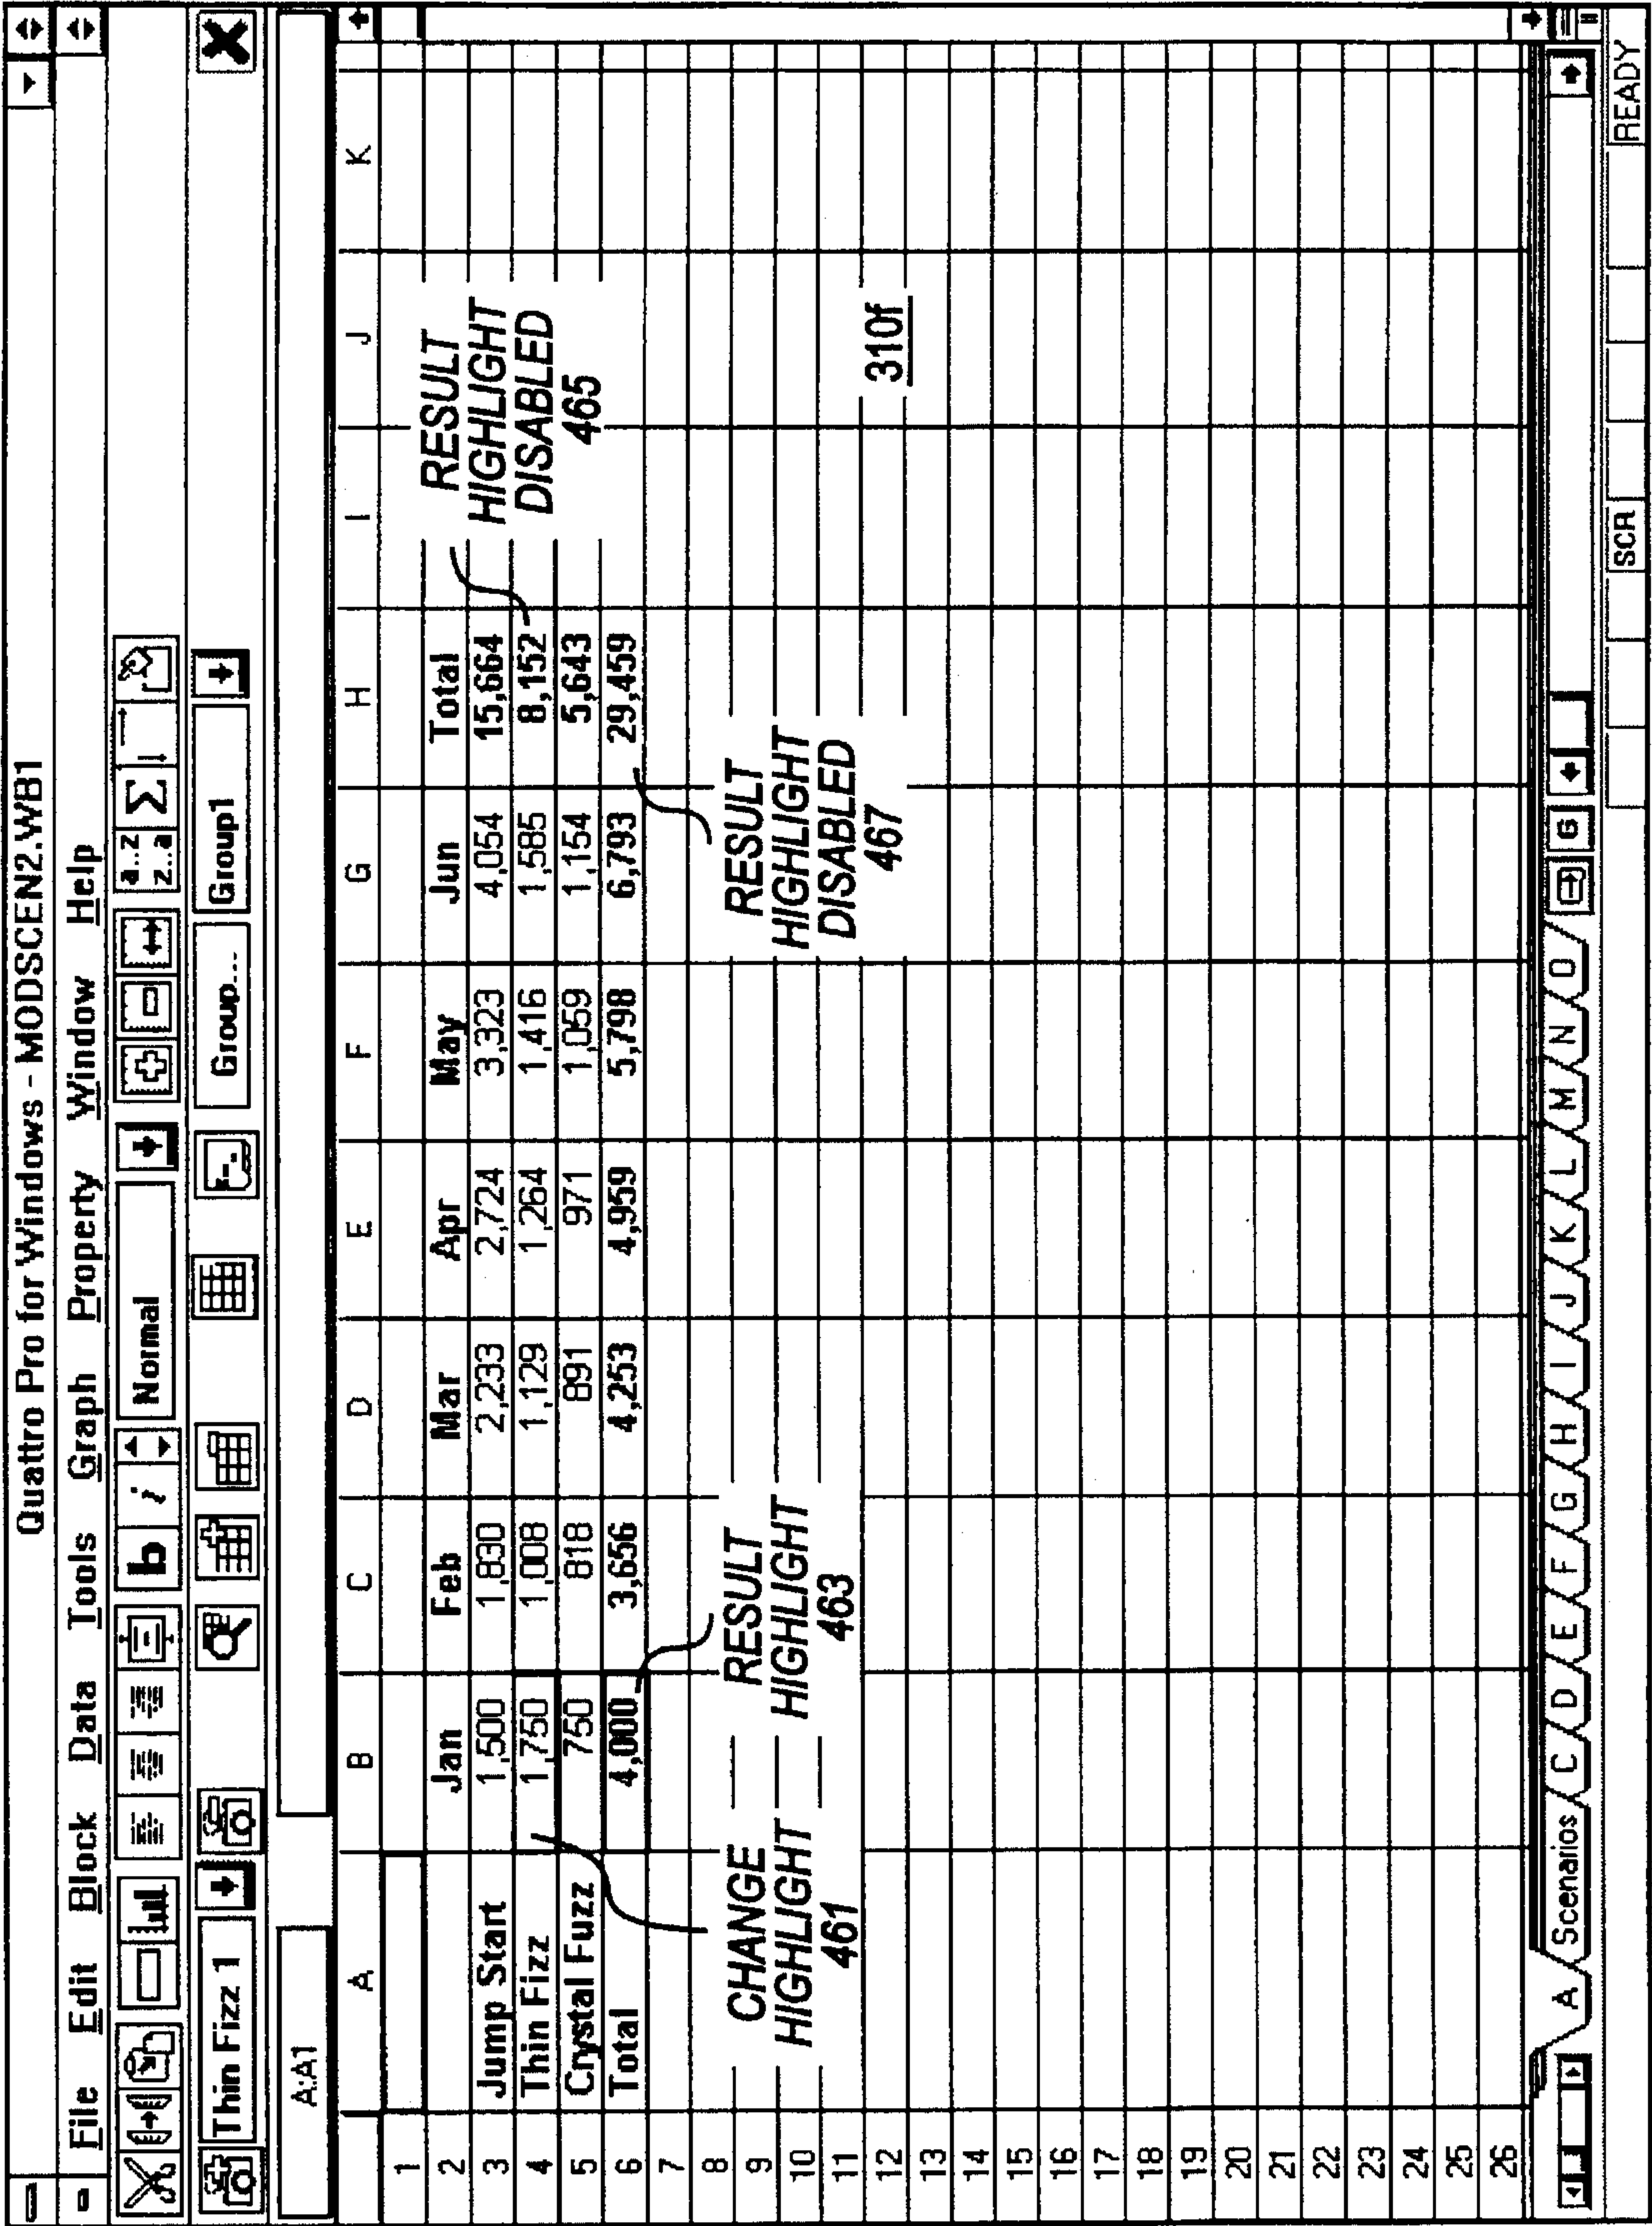 Quattro Pro for Windows - MODSCEN2.WB1
File Edit Block Data Tools Graph Property Window Help
b i Normal a..z z..a Σ
Thin Fizz 1 Group... Group1
A:A1
A B C D E F G H I J K
1
2 Jan Feb Mar Apr May Jun Total
3 Jump Start 1,500 1,830 2,233 2,724 3,323 4,054 15,664
4 Thin Fizz 1,750 1,008 1,129 1,264 1,416 1,585 8,152
5 Crystal Fuzz 750 818 891 971 1,059 1,154 5,643
6 Total 4,000 3,656 4,253 4,959 5,798 6,793 29,459
RESULT
HIGHLIGHT
DISABLED
465
7
8
9
10
11
CHANGE
HIGHLIGHT
461
RESULT
HIGHLIGHT
463
RESULT
HIGHLIGHT
DISABLED
467
12
310f
13
14
15
16
17
18
19
20
21
22
23
24
25
26
A Scenarios C D E F G H I J K L M N O G
SCR READY